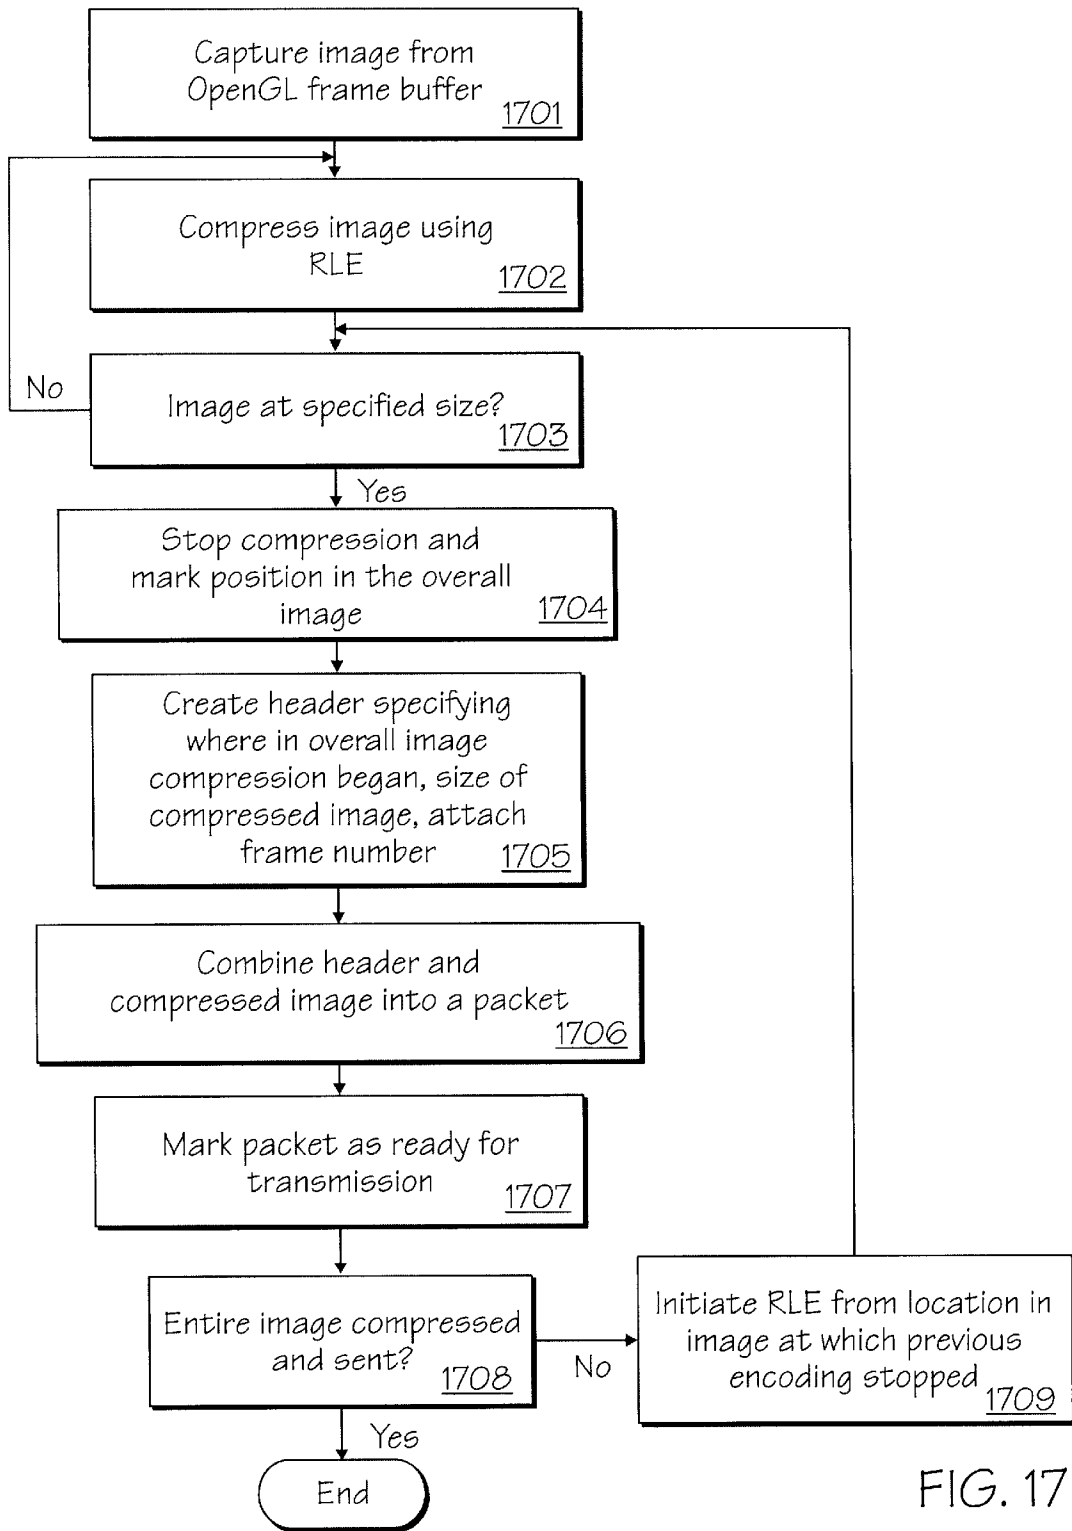 Capture image from
OpenGL frame buffer
1701
Compress image using
RLE
1702
No
Image at specified size?
1703
Yes
Stop compression and
mark position in the overall
image
1704
Create header specifying
where in overall image
compression began, size of
compressed image, attach
frame number
1705
Combine header and
compressed image into a packet
1706
Mark packet as ready for
transmission
1707
Entire image compressed
and sent?
1708
No
Initiate RLE from location in
image at which previous
encoding stopped
1709
Yes
End
FIG. 17